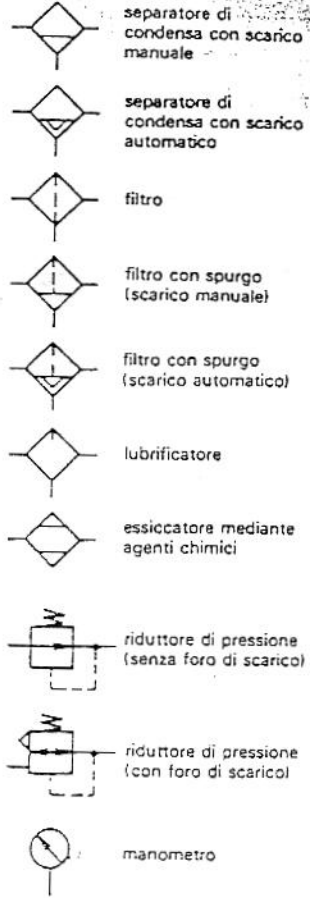 separatore di
condensa con scarico
manuale
separatore di
condensa con scarico
automatico
filtro
filtro con spurgo
(scarico manuale)
filtro con spurgo
(scarico automatico)
lubrificatore
essiccatore mediante
agenti chimici
riduttore di pressione
(senza foro di scarico)
riduttore di pressione
(con foro di scarico)
manometro